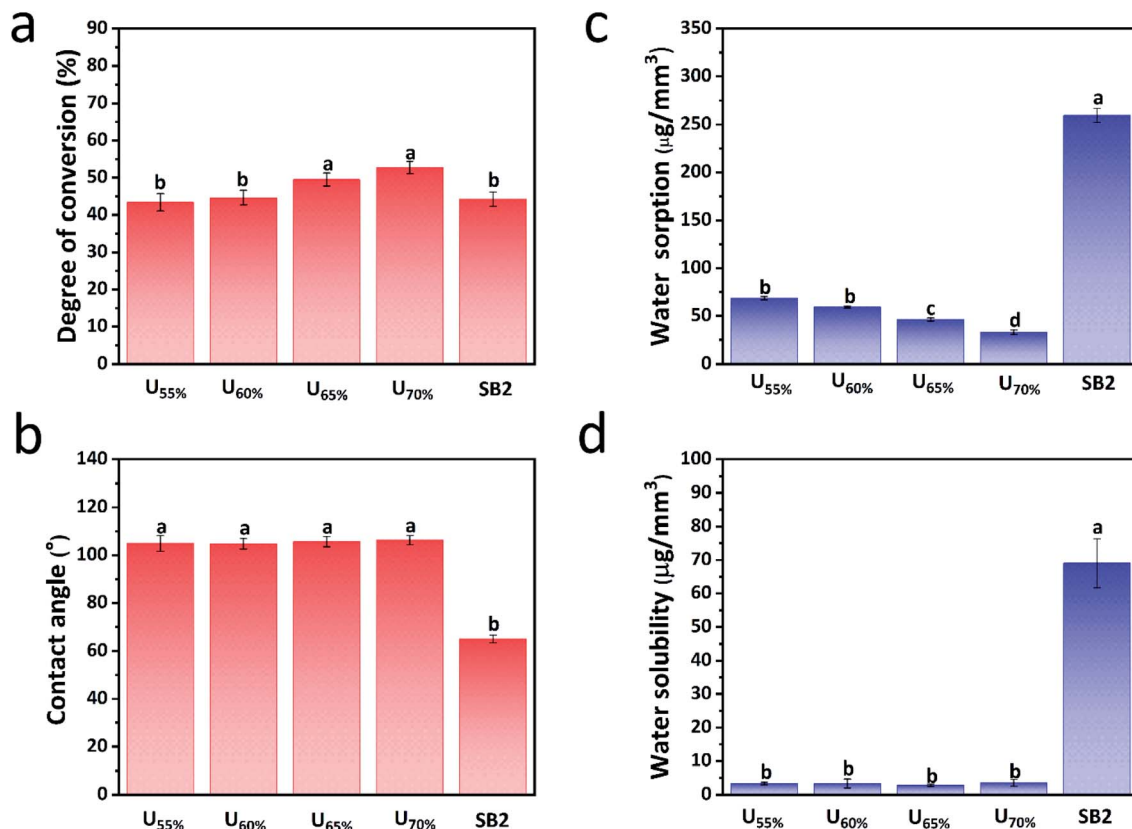 a
90
80
70
60
50
40
30
20
10
0
Degree of conversion (%)
b
b
a
a
b
U55%
U60%
U65%
U70%
SB2
c
350
300
250
200
150
100
50
0
Water sorption (μg/mm³)
b
b
c
d
a
U55%
U60%
U65%
U70%
SB2
b
140
120
100
80
60
40
20
0
Contact angle (°)
a
a
a
a
b
U55%
U60%
U65%
U70%
SB2
d
100
90
80
70
60
50
40
30
20
10
0
Water solubility (μg/mm³)
b
b
b
b
a
U55%
U60%
U65%
U70%
SB2